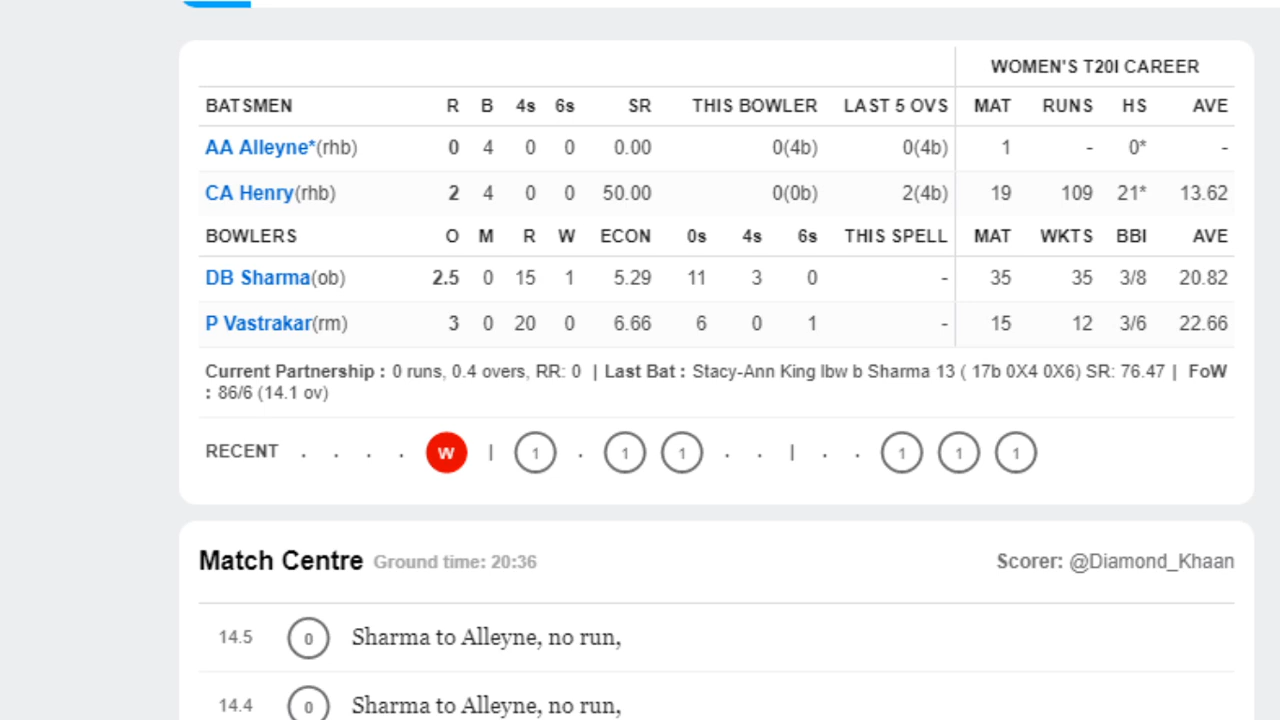 WOMEN'S T20I CAREER
BATSMEN R B 4s 6s SR THIS BOWLER LAST 5 OVS MAT RUNS HS AVE
AA Alleyne*(rhb) 0 4 0 0 0.00 0(4b) 0(4b) 1 - 0* -
CA Henry(rhb) 2 4 0 0 50.00 0(0b) 2(4b) 19 109 21* 13.62
BOWLERS O M R W ECON 0s 4s 6s THIS SPELL MAT WKTS BBI AVE
DB Sharma(ob) 2.5 0 15 1 5.29 11 3 0 - 35 35 3/8 20.82
P Vastrakar(rm) 3 0 20 0 6.66 6 0 1 - 15 12 3/6 22.66
Current Partnership : 0 runs, 0.4 overs, RR: 0 | Last Bat : Stacy-Ann King lbw b Sharma 13 ( 17b 0X4 0X6) SR: 76.47 | FoW
: 86/6 (14.1 ov)
RECENT . . . . W | 1 . 1 1 . . | . . 1 1 1
Match Centre Ground time: 20:36 Scorer: @Diamond_Khaan
14.5 0 Sharma to Alleyne, no run,
14.4 0 Sharma to Alleyne, no run,